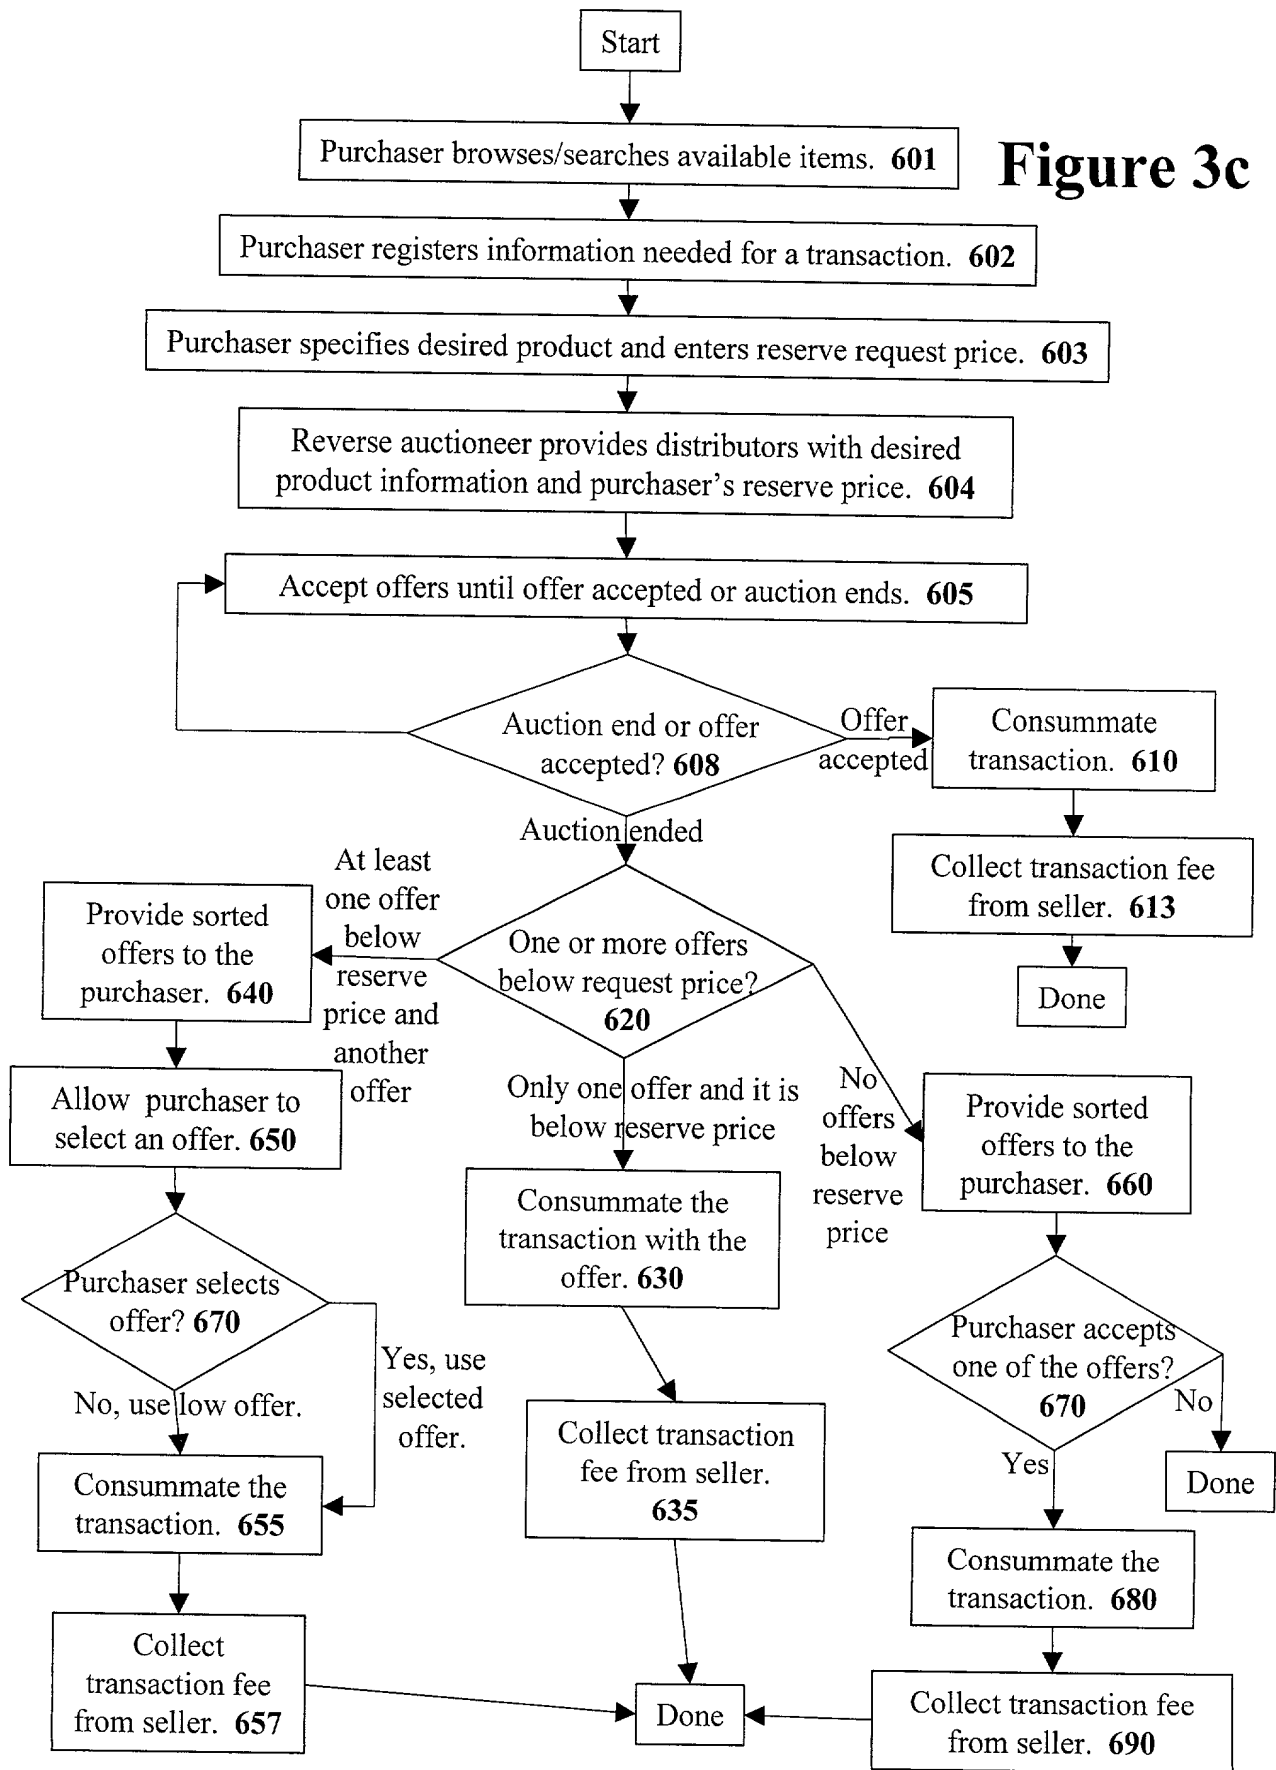 Start
Figure 3c
Purchaser browses/searches available items. 601
Purchaser registers information needed for a transaction. 602
Purchaser specifies desired product and enters reserve request price. 603
Reverse auctioneer provides distributors with desired
product information and purchaser's reserve price. 604
Accept offers until offer accepted or auction ends. 605
Auction end or offer
accepted? 608
Offer
accepted
Consummate
transaction. 610
Collect transaction fee
from seller. 613
Done
Auction ended
One or more offers
below request price?
620
At least
one offer
below
reserve
price and
another
offer
Provide sorted
offers to the
purchaser. 640
Allow purchaser to
select an offer. 650
Purchaser selects
offer? 670
No, use low offer.
Yes, use
selected
offer.
Consummate the
transaction. 655
Collect
transaction fee
from seller. 657
Only one offer and it is
below reserve price
Consummate the
transaction with the
offer. 630
Collect transaction
fee from seller.
635
Done
No
offers
below
reserve
price
Provide sorted
offers to the
purchaser. 660
Purchaser accepts
one of the offers?
670
No
Done
Yes
Consummate the
transaction. 680
Collect transaction fee
from seller. 690